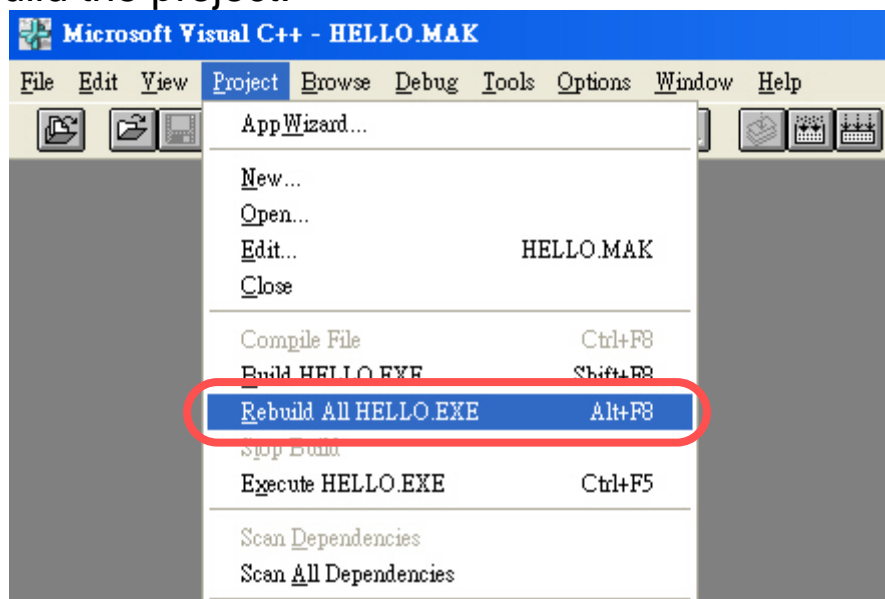 the project.
Microsoft Visual C++ - HELLO.MAK
File Edit View Project Browse Debug Tools Options Window Help
AppWizard...
New...
Open...
Edit... HELLO.MAK
Close
Compile File Ctrl+F8
Build HELLO.EXE Shift+F8
Rebuild All HELLO.EXE Alt+F8
Stop Build
Execute HELLO.EXE Ctrl+F5
Scan Dependencies
Scan All Dependencies